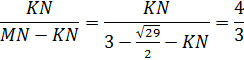 KN/(MN − KN) = KN/(3 − √29/2 − KN) = 4/3